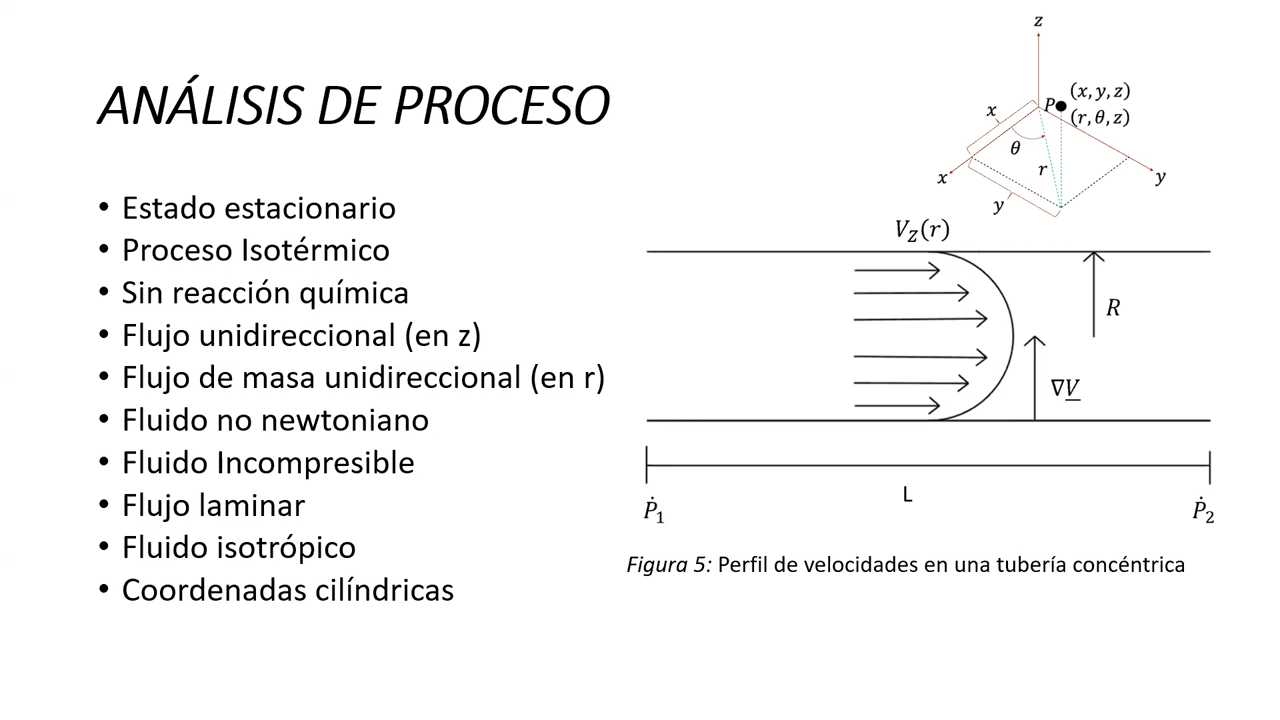 ANÁLISIS DE PROCESO
• Estado estacionario
• Proceso Isotérmico
• Sin reacción química
• Flujo unidireccional (en z)
• Flujo de masa unidireccional (en r)
• Fluido no newtoniano
• Fluido Incompresible
• Flujo laminar
• Fluido isotrópico
• Coordenadas cilíndricas
z
P (x, y, z)
(r, θ, z)
x
θ
r
x
y
y
V_Z(r)
R
∇V
L
Ṗ₁
Ṗ₂
Figura 5: Perfil de velocidades en una tubería concéntrica